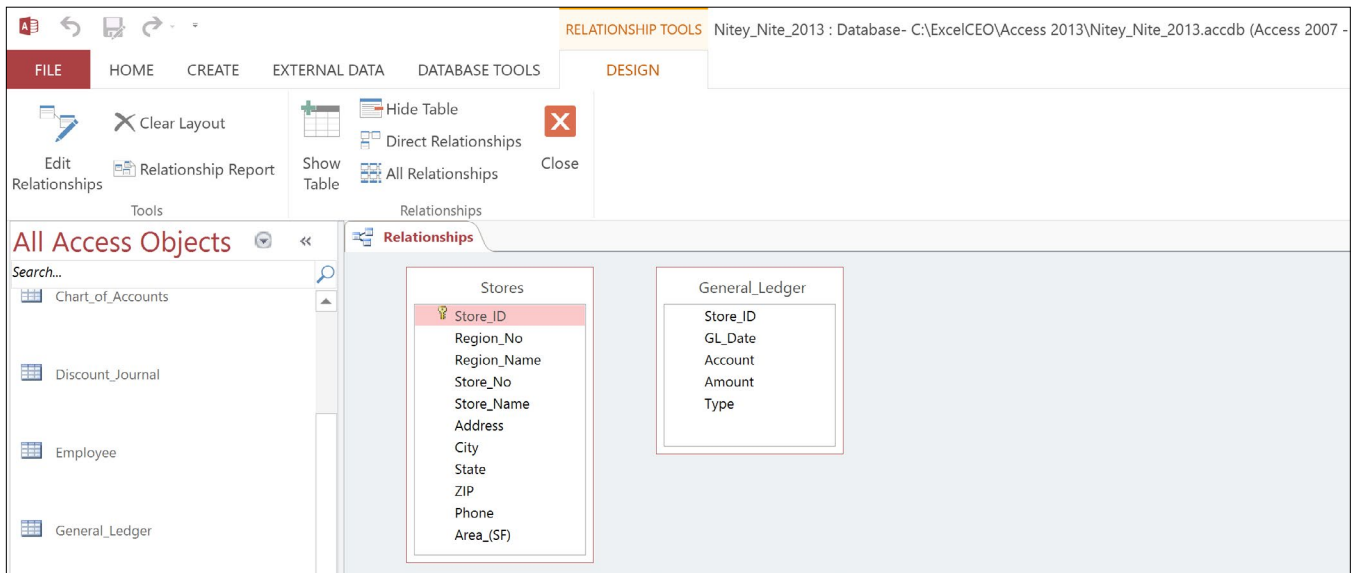 RELATIONSHIP TOOLS Nitey_Nite_2013 : Database- C:\ExcelCEO\Access 2013\Nitey_Nite_2013.accdb (Access 2007 -
FILE HOME CREATE EXTERNAL DATA DATABASE TOOLS DESIGN
Edit Relationships
Clear Layout
Relationship Report
Tools
Show Table
Hide Table
Direct Relationships
All Relationships
Close
Relationships
All Access Objects
Search...
Chart_of_Accounts
Discount_Journal
Employee
General_Ledger
Relationships
Stores
Store_ID
Region_No
Region_Name
Store_No
Store_Name
Address
City
State
ZIP
Phone
Area_(SF)
General_Ledger
Store_ID
GL_Date
Account
Amount
Type